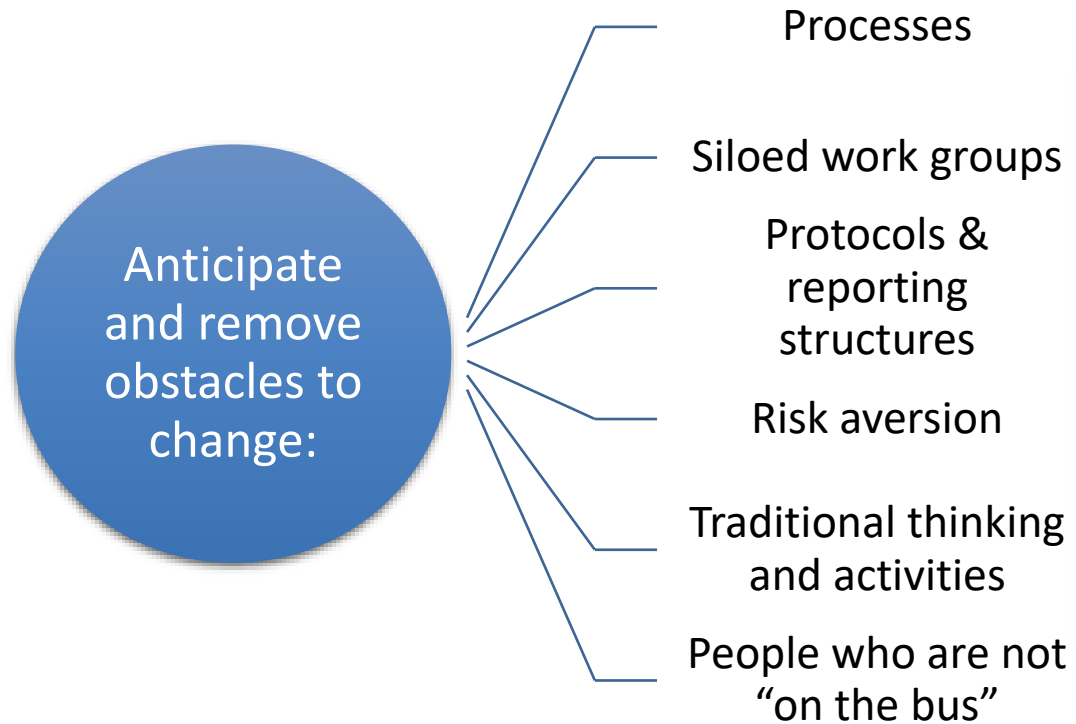 Anticipate
and remove
obstacles to
change:
Processes
Siloed work groups
Protocols &
reporting
structures
Risk aversion
Traditional thinking
and activities
People who are not
“on the bus”